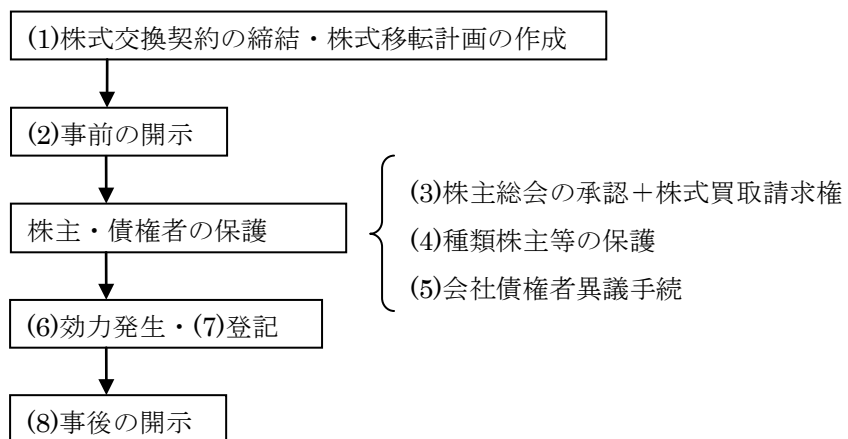 (1)株式交換契約の締結・株式移転計画の作成
(2)事前の開示
株主・債権者の保護
(3)株主総会の承認＋株式買取請求権
(4)種類株主等の保護
(5)会社債権者異議手続
(6)効力発生・(7)登記
(8)事後の開示